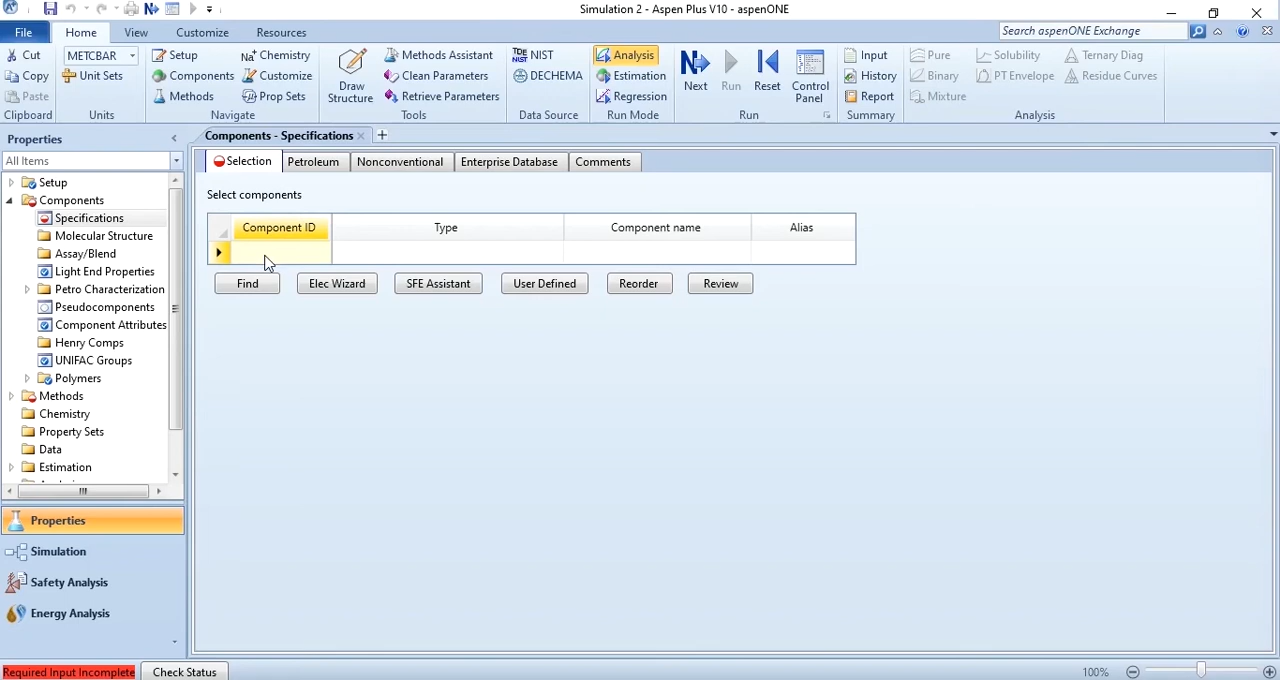 Simulation 2 - Aspen Plus V10 - aspenONE
File Home View Customize Resources Search aspenONE Exchange
Cut METCBAR Setup Chemistry Methods Assistant NIST Analysis Input Pure Solubility Ternary Diag
Copy Unit Sets Components Customize Draw Structure Clean Parameters DECHEMA Estimation Next Run Reset Control Panel History Binary PT Envelope Residue Curves
Paste Methods Prop Sets Retrieve Parameters Regression Report Mixture
Clipboard Units Navigate Tools Data Source Run Mode Run Summary Analysis
Properties
All Items
Setup
Components
Specifications
Molecular Structure
Assay/Blend
Light End Properties
Petro Characterization
Pseudocomponents
Component Attributes
Henry Comps
UNIFAC Groups
Polymers
Methods
Chemistry
Property Sets
Data
Estimation
Properties
Simulation
Safety Analysis
Energy Analysis
Components - Specifications
Selection Petroleum Nonconventional Enterprise Database Comments
Select components
Component ID Type Component name Alias
Find Elec Wizard SFE Assistant User Defined Reorder Review
Required Input Incomplete Check Status 100%